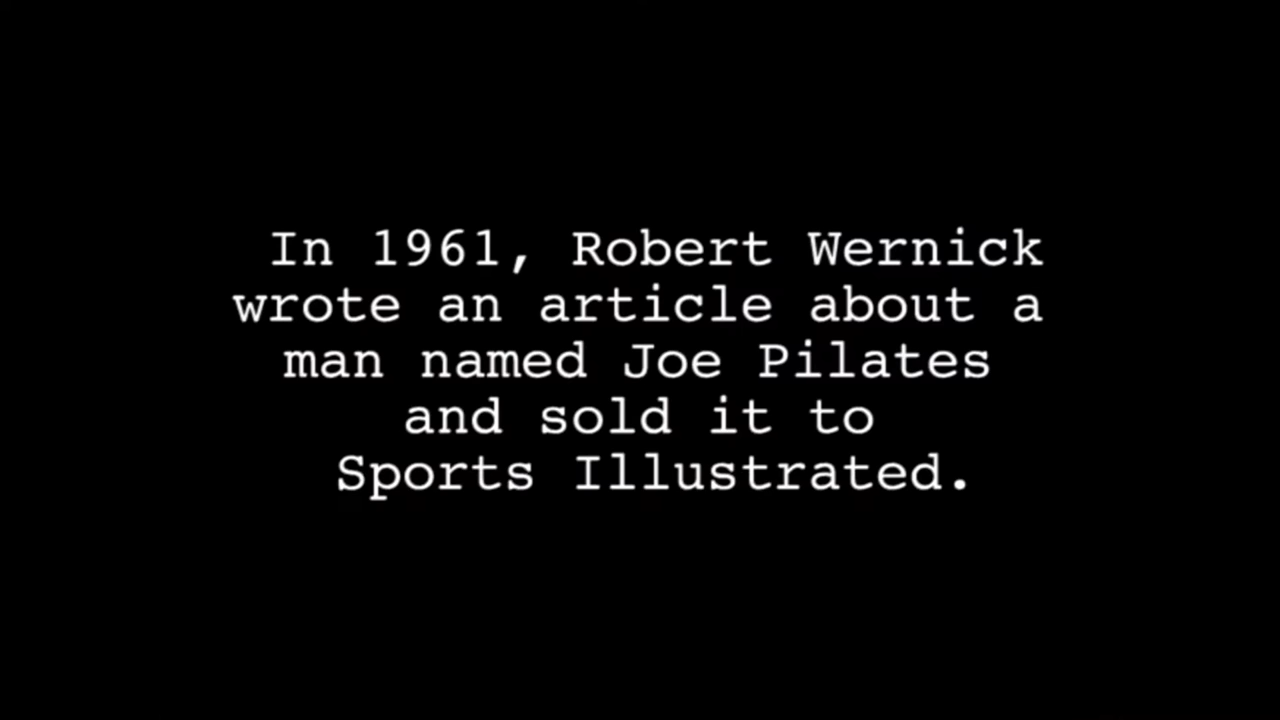 In 1961, Robert Wernick
wrote an article about a
man named Joe Pilates
and sold it to
Sports Illustrated.